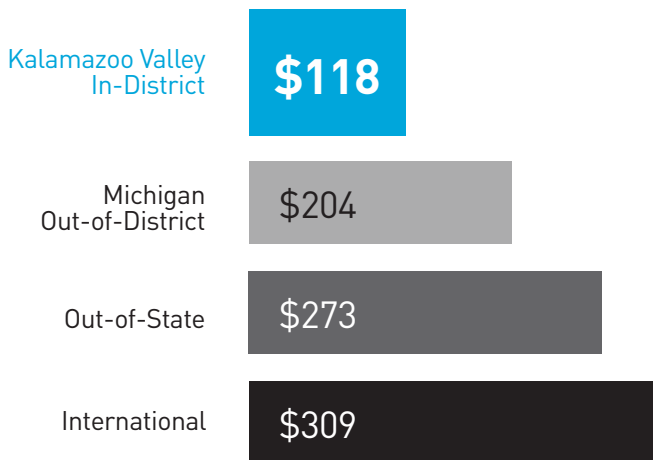 Kalamazoo Valley
In-District
$118
Michigan
Out-of-District
$204
Out-of-State
$273
International
$309